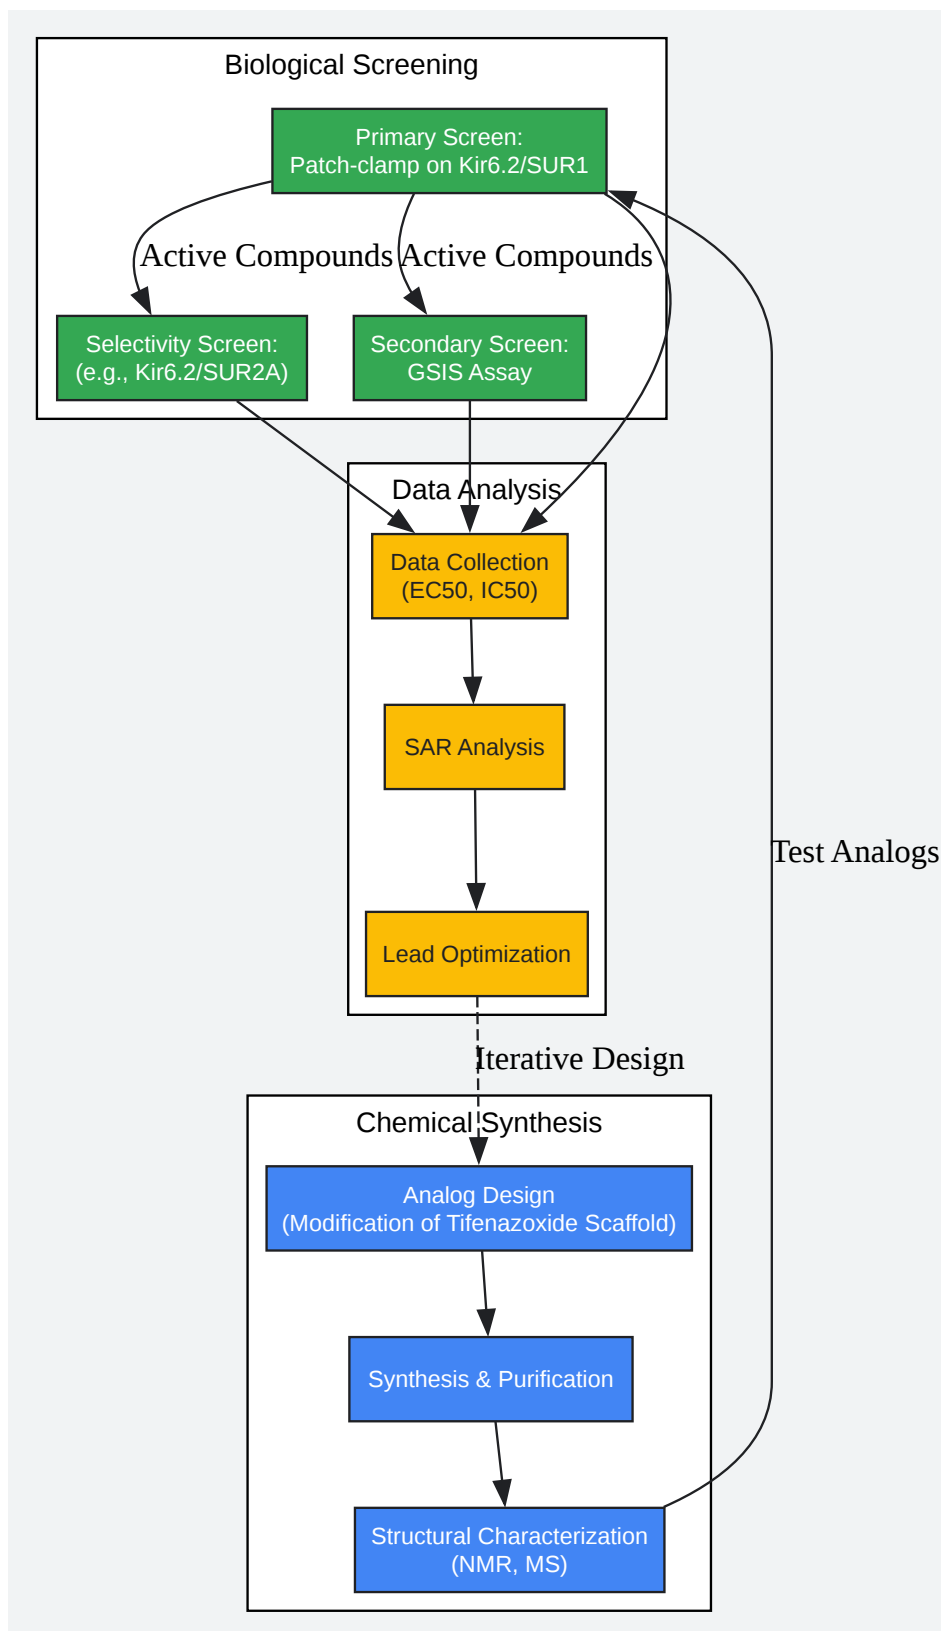 Biological Screening
Primary Screen:
Patch-clamp on Kir6.2/SUR1
Active Compounds
Active Compounds
Selectivity Screen:
(e.g., Kir6.2/SUR2A)
Secondary Screen:
GSIS Assay
Data Analysis
Data Collection
(EC50, IC50)
SAR Analysis
Test Analogs
Lead Optimization
Iterative Design
Chemical Synthesis
Analog Design
(Modification of Tifenazoxide Scaffold)
Synthesis & Purification
Structural Characterization
(NMR, MS)